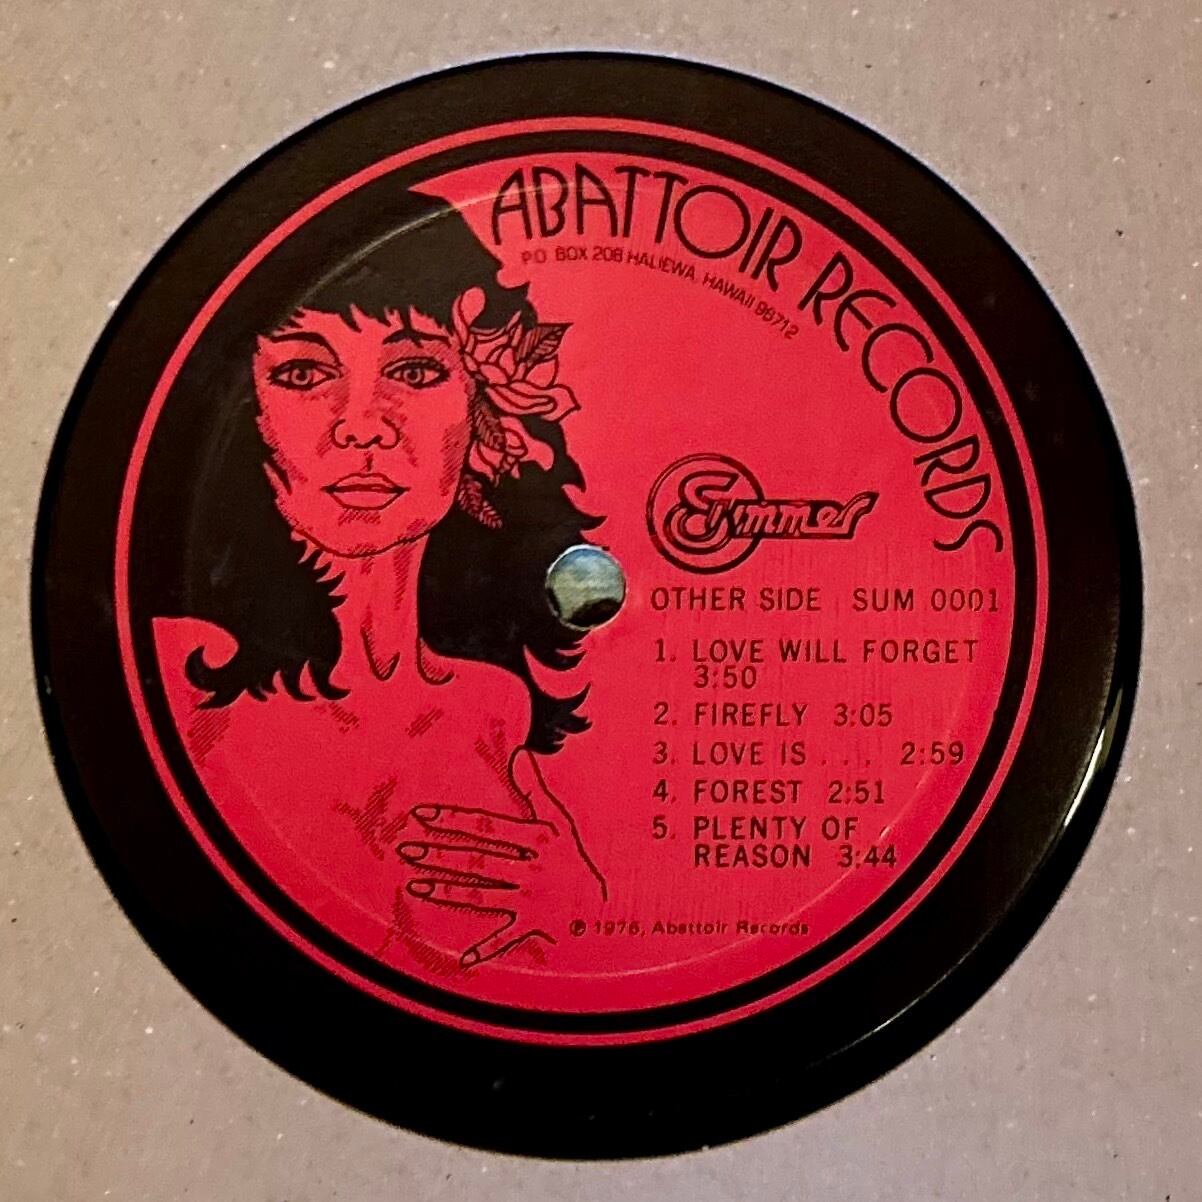 ABATTOIR RECORDS
P.O. BOX 208 HALIEWA, HAWAII 96712
Summer
OTHER SIDE SUM 0001
1. LOVE WILL FORGET
3:50
2. FIREFLY 3:05
3. LOVE IS . . . 2:59
4. FOREST 2:51
5. PLENTY OF
REASON 3:44
℗ 1976, Abattoir Records